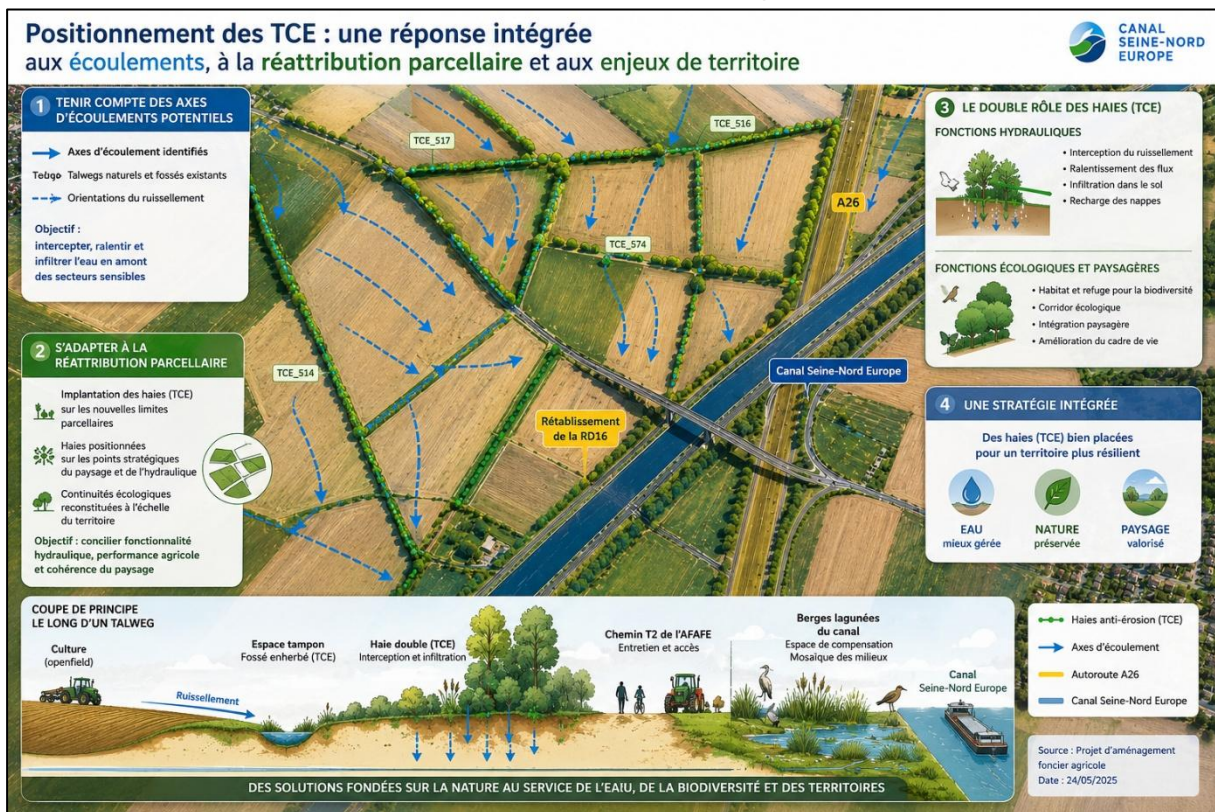 Positionnement des TCE : une réponse intégrée
aux écoulements, à la réattribution parcellaire et aux enjeux de territoire
CANAL
SEINE-NORD
EUROPE
1 TENIR COMPTE DES AXES
D'ÉCOULEMENTS POTENTIELS
Axes d'écoulement identifiés
Tebgo Talwegs naturels et fossés existants
Orientations du ruissellement
Objectif :
intercepter, ralentir et
infiltrer l'eau en amont
des secteurs sensibles
2 S'ADAPTER À LA
RÉATTRIBUTION PARCELLAIRE
Implantation des haies (TCE)
sur les nouvelles limites
parcellaires
Haies positionnées
sur les points stratégiques
du paysage et de l'hydraulique
Continuités écologiques
reconstituées à l'échelle
du territoire
Objectif : concilier fonctionnalité
hydraulique, performance agricole
et cohérence du paysage
TCE_517
TCE_516
TCE_574
TCE_514
A26
Canal Seine-Nord Europe
Rétablissement
de la RD16
3 LE DOUBLE RÔLE DES HAIES (TCE)
FONCTIONS HYDRAULIQUES
• Interception du ruissellement
• Ralentissement des flux
• Infiltration dans le sol
• Recharge des nappes
FONCTIONS ÉCOLOGIQUES ET PAYSAGÈRES
• Habitat et refuge pour la biodiversité
• Corridor écologique
• Intégration paysagère
• Amélioration du cadre de vie
4 UNE STRATÉGIE INTÉGRÉE
Des haies (TCE) bien placées
pour un territoire plus résilient
EAU
mieux gérée
NATURE
préservée
PAYSAGE
valorisé
COUPE DE PRINCIPE
LE LONG D'UN TALWEG
Culture
(openfield)
Ruissellement
Espace tampon
Fossé enherbé (TCE)
Haie double (TCE)
Interception et infiltration
Chemin T2 de l'AFAFE
Entretien et accès
Berges lagunées
du canal
Espace de compensation
Mosaïque des milieux
Canal
Seine-Nord Europe
DES SOLUTIONS FONDÉES SUR LA NATURE AU SERVICE DE L'EAIU, DE LA BIODIVERSITÉ ET DES TERRITOIRES
Haies anti-érosion (TCE)
Axes d'écoulement
Autoroute A26
Canal Seine-Nord Europe
Source : Projet d'aménagement
foncier agricole
Date : 24/05/2025